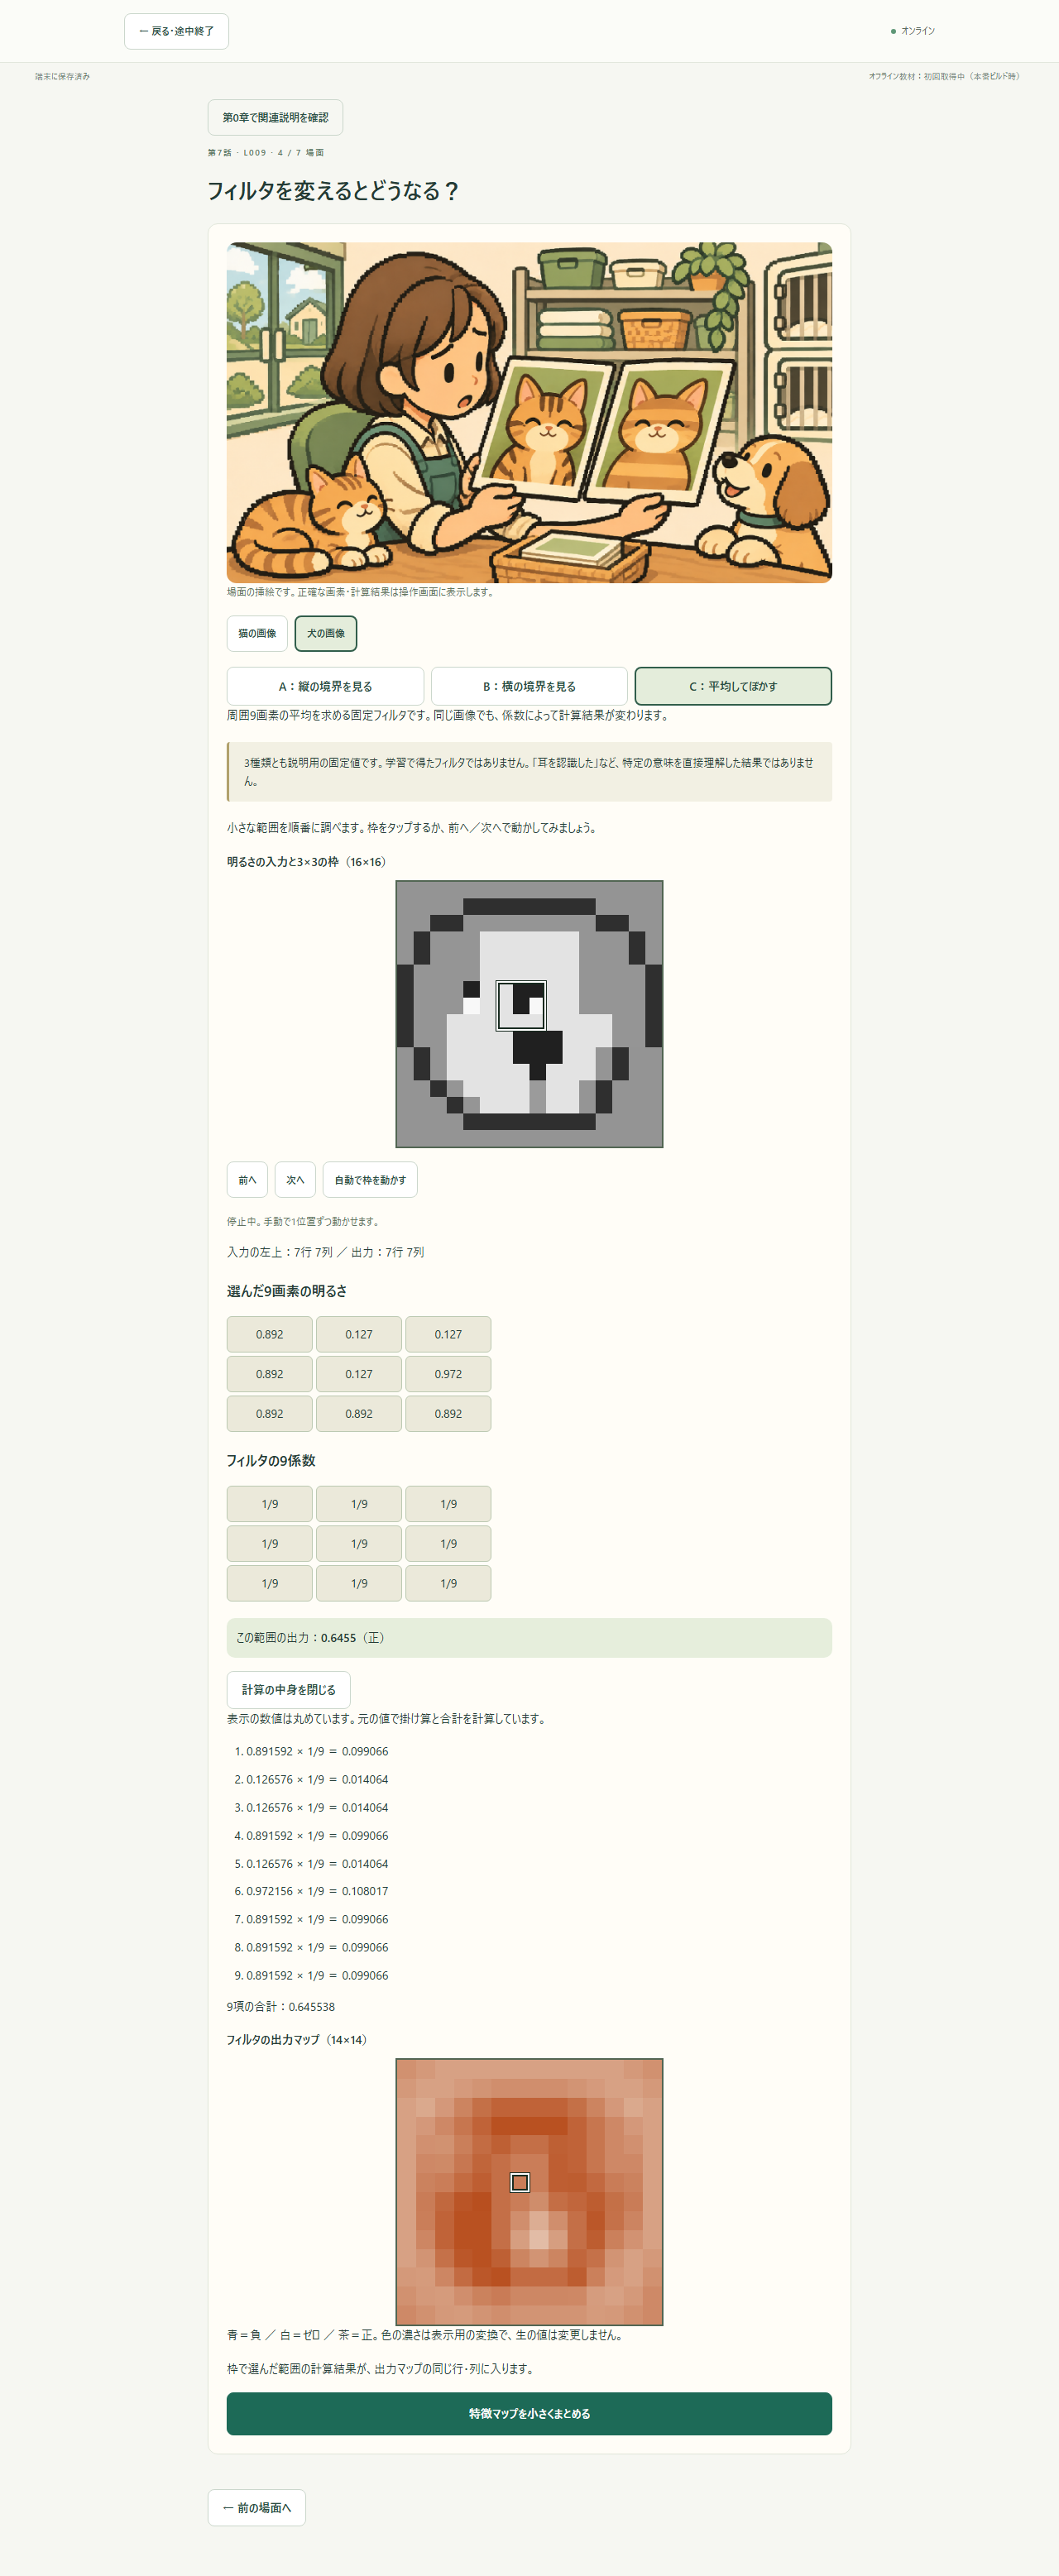 ← 戻る・途中終了
オンライン
端末に保存済み
オフライン教材：初回取得中（本番ビルド時）
第0章で関連説明を確認
第7話 · L009 · 4 / 7 場面
フィルタを変えるとどうなる？
場面の挿絵です。正確な画素・計算結果は操作画面に表示します。
猫の画像
犬の画像
A：縦の境界を見る
B：横の境界を見る
C：平均してぼかす
周囲9画素の平均を求める固定フィルタです。同じ画像でも、係数によって計算結果が変わります。
3種類とも説明用の固定値です。学習で得たフィルタではありません。「耳を認識した」など、特定の意味を直接理解した結果ではありませ
ん。
小さな範囲を順番に調べます。枠をタップするか、前へ／次へで動かしてみましょう。
明るさの入力と3×3の枠（16×16）
前へ
次へ
自動で枠を動かす
停止中。手動で1位置ずつ動かせます。
入力の左上：7行 7列 ／ 出力：7行 7列
選んだ9画素の明るさ
0.892 0.127 0.127
0.892 0.127 0.972
0.892 0.892 0.892
フィルタの9係数
1/9 1/9 1/9
1/9 1/9 1/9
1/9 1/9 1/9
この範囲の出力：0.6455（正）
計算の中身を閉じる
表示の数値は丸めています。元の値で掛け算と合計を計算しています。
1. 0.891592 × 1/9 ＝ 0.099066
2. 0.126576 × 1/9 ＝ 0.014064
3. 0.126576 × 1/9 ＝ 0.014064
4. 0.891592 × 1/9 ＝ 0.099066
5. 0.126576 × 1/9 ＝ 0.014064
6. 0.972156 × 1/9 ＝ 0.108017
7. 0.891592 × 1/9 ＝ 0.099066
8. 0.891592 × 1/9 ＝ 0.099066
9. 0.891592 × 1/9 ＝ 0.099066
9項の合計：0.645538
フィルタの出力マップ（14×14）
青＝負 ／ 白＝ゼロ ／ 茶＝正。色の濃さは表示用の変換で、生の値は変更しません。
枠で選んだ範囲の計算結果が、出力マップの同じ行・列に入ります。
特徴マップを小さくまとめる
← 前の場面へ